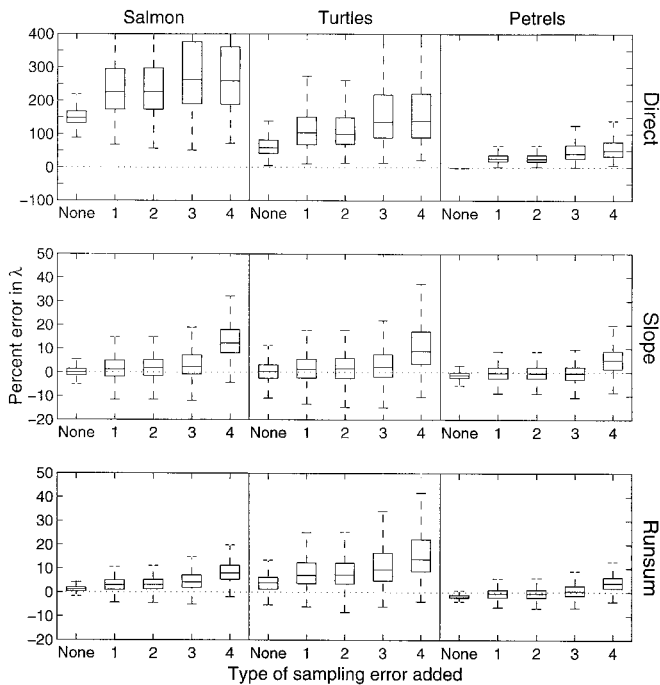 Salmon Turtles Petrels
400
300
200
100
0
-100
None 1 2 3 4 None 1 2 3 4 None 1 2 3 4
Direct
50
40
30
20
10
0
-10
-20
None 1 2 3 4 None 1 2 3 4 None 1 2 3 4
Slope
Percent error in λ
50
40
30
20
10
0
-10
-20
None 1 2 3 4 None 1 2 3 4 None 1 2 3 4
Runsum
Type of sampling error added